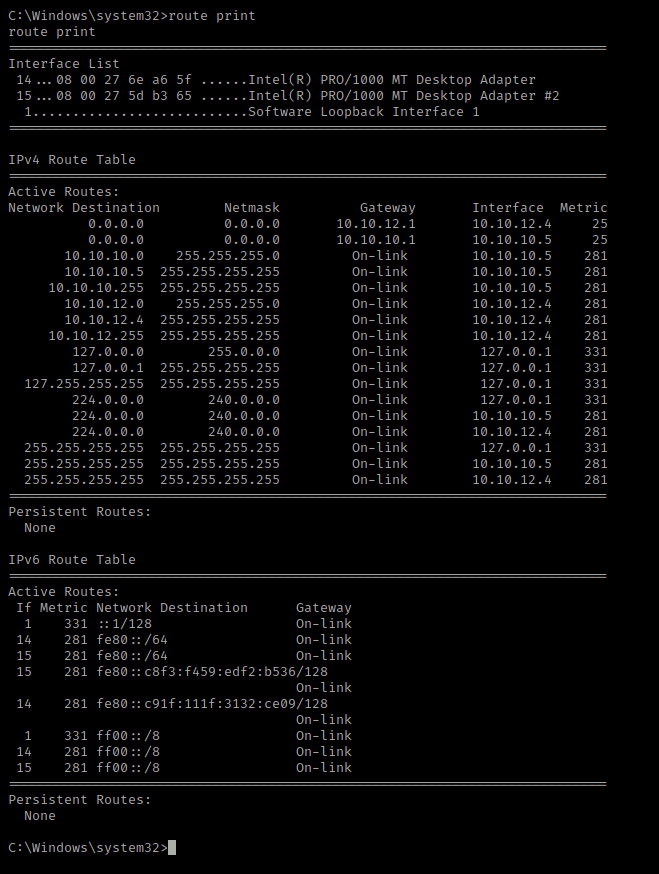 C:\Windows\system32>route print
route print
===========================================================================
Interface List
 14...08 00 27 6e a6 5f ......Intel(R) PRO/1000 MT Desktop Adapter
 15...08 00 27 5d b3 65 ......Intel(R) PRO/1000 MT Desktop Adapter #2
  1...........................Software Loopback Interface 1
===========================================================================
IPv4 Route Table
===========================================================================
Active Routes:
Network Destination        Netmask          Gateway       Interface  Metric
          0.0.0.0          0.0.0.0       10.10.12.1       10.10.12.4     25
          0.0.0.0          0.0.0.0       10.10.10.1       10.10.10.5     25
       10.10.10.0    255.255.255.0         On-link        10.10.10.5    281
       10.10.10.5  255.255.255.255         On-link        10.10.10.5    281
     10.10.10.255  255.255.255.255         On-link        10.10.10.5    281
       10.10.12.0    255.255.255.0         On-link        10.10.12.4    281
       10.10.12.4  255.255.255.255         On-link        10.10.12.4    281
     10.10.12.255  255.255.255.255         On-link        10.10.12.4    281
        127.0.0.0        255.0.0.0         On-link         127.0.0.1    331
        127.0.0.1  255.255.255.255         On-link         127.0.0.1    331
  127.255.255.255  255.255.255.255         On-link         127.0.0.1    331
        224.0.0.0        240.0.0.0         On-link         127.0.0.1    331
        224.0.0.0        240.0.0.0         On-link        10.10.10.5    281
        224.0.0.0        240.0.0.0         On-link        10.10.12.4    281
  255.255.255.255  255.255.255.255         On-link         127.0.0.1    331
  255.255.255.255  255.255.255.255         On-link        10.10.10.5    281
  255.255.255.255  255.255.255.255         On-link        10.10.12.4    281
===========================================================================
Persistent Routes:
  None
IPv6 Route Table
===========================================================================
Active Routes:
 If Metric Network Destination      Gateway
  1    331 ::1/128                  On-link
 14    281 fe80::/64                On-link
 15    281 fe80::/64                On-link
 15    281 fe80::c8f3:f459:edf2:b536/128
                                    On-link
 14    281 fe80::c91f:111f:3132:ce09/128
                                    On-link
  1    331 ff00::/8                 On-link
 14    281 ff00::/8                 On-link
 15    281 ff00::/8                 On-link
===========================================================================
Persistent Routes:
  None
C:\Windows\system32>